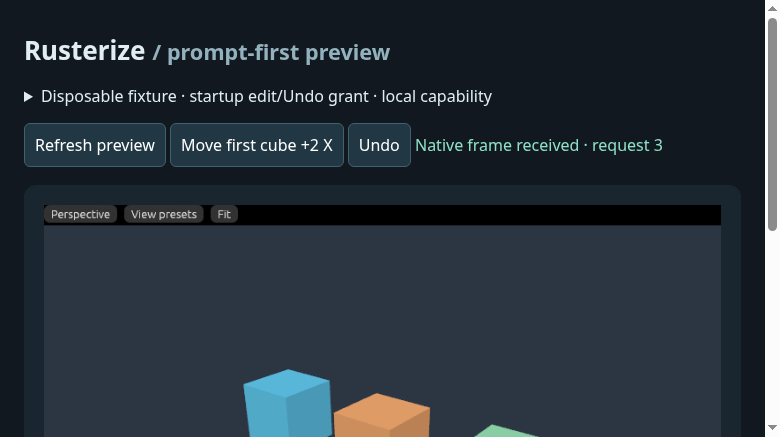 Rusterize / prompt-first preview
▶ Disposable fixture · startup edit/Undo grant · local capability
Refresh preview Move first cube +2 X Undo Native frame received · request 3
Perspective View presets Fit